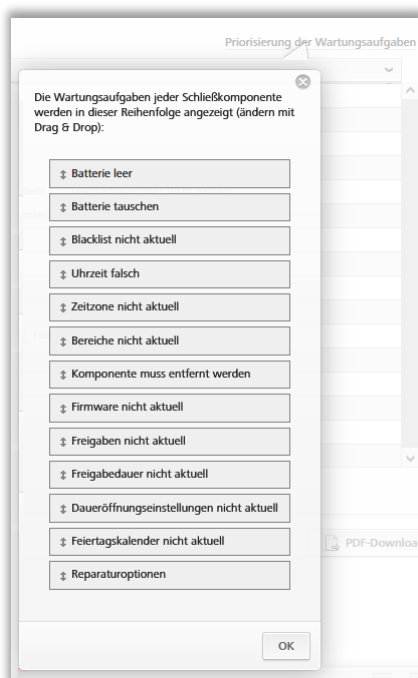 Priorisierung der Wartungsaufgaben
Die Wartungsaufgaben jeder Schließkomponente
werden in dieser Reihenfolge angezeigt (ändern mit
Drag & Drop):
Batterie leer
Batterie tauschen
Blacklist nicht aktuell
Uhrzeit falsch
Zeitzone nicht aktuell
Bereiche nicht aktuell
Komponente muss entfernt werden
Firmware nicht aktuell
Freigaben nicht aktuell
Freigabedauer nicht aktuell
Daueröffnungseinstellungen nicht aktuell
Feiertagskalender nicht aktuell
PDF-Downloa
Reparaturoptionen
OK